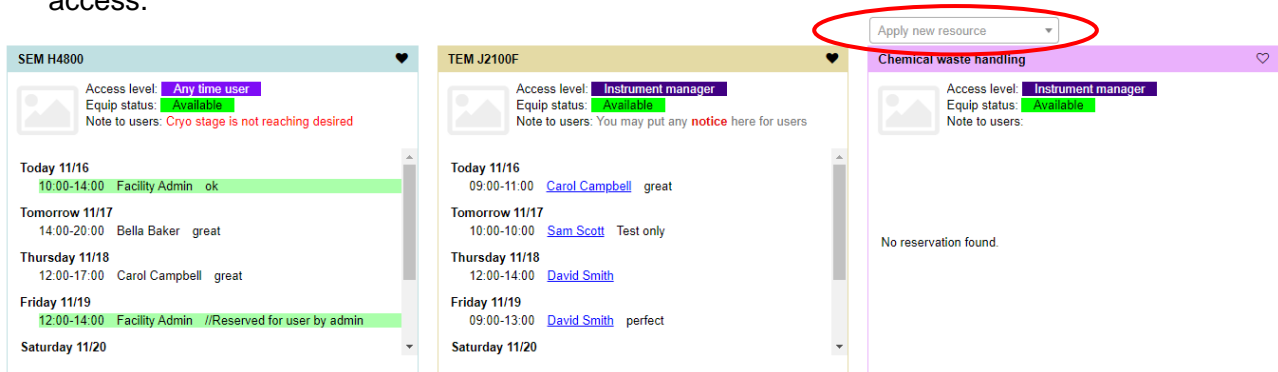 access.
Apply new resource
SEM H4800
Access level: Any time user
Equip status: Available
Note to users: Cryo stage is not reaching desired
Today 11/16
10:00-14:00 Facility Admin ok
Tomorrow 11/17
14:00-20:00 Bella Baker great
Thursday 11/18
12:00-17:00 Carol Campbell great
Friday 11/19
12:00-14:00 Facility Admin //Reserved for user by admin
Saturday 11/20
TEM J2100F
Access level: Instrument manager
Equip status: Available
Note to users: You may put any notice here for users
Today 11/16
09:00-11:00 Carol Campbell great
Tomorrow 11/17
10:00-10:00 Sam Scott Test only
Thursday 11/18
12:00-14:00 David Smith
Friday 11/19
09:00-13:00 David Smith perfect
Saturday 11/20
Chemical waste handling
Access level: Instrument manager
Equip status: Available
Note to users:
No reservation found.